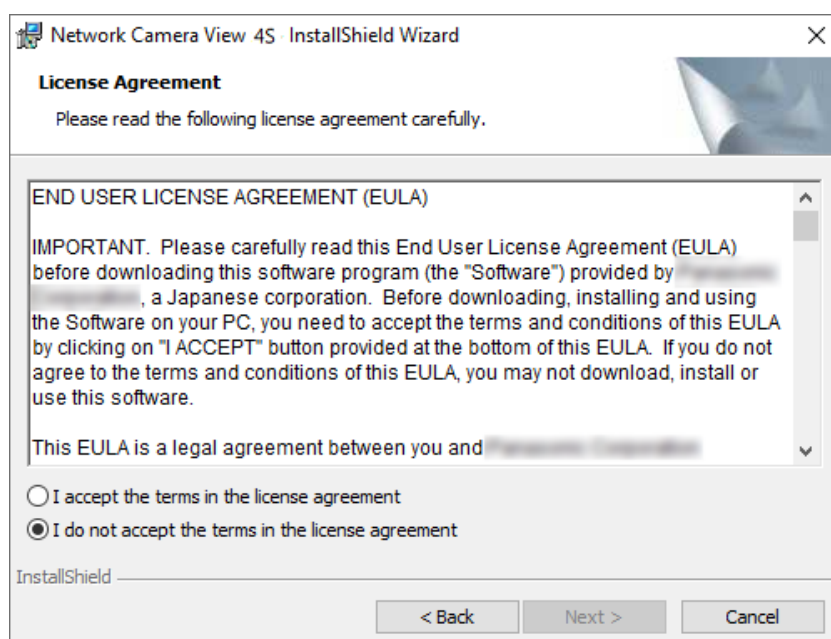 Network Camera View 4S InstallShield Wizard
License Agreement
Please read the following license agreement carefully.
END USER LICENSE AGREEMENT (EULA)
IMPORTANT. Please carefully read this End User License Agreement (EULA)
before downloading this software program (the "Software") provided by
, a Japanese corporation. Before downloading, installing and using
the Software on your PC, you need to accept the terms and conditions of this EULA
by clicking on "I ACCEPT" button provided at the bottom of this EULA. If you do not
agree to the terms and conditions of this EULA, you may not download, install or
use this software.
This EULA is a legal agreement between you and
I accept the terms in the license agreement
I do not accept the terms in the license agreement
InstallShield
< Back
Next >
Cancel